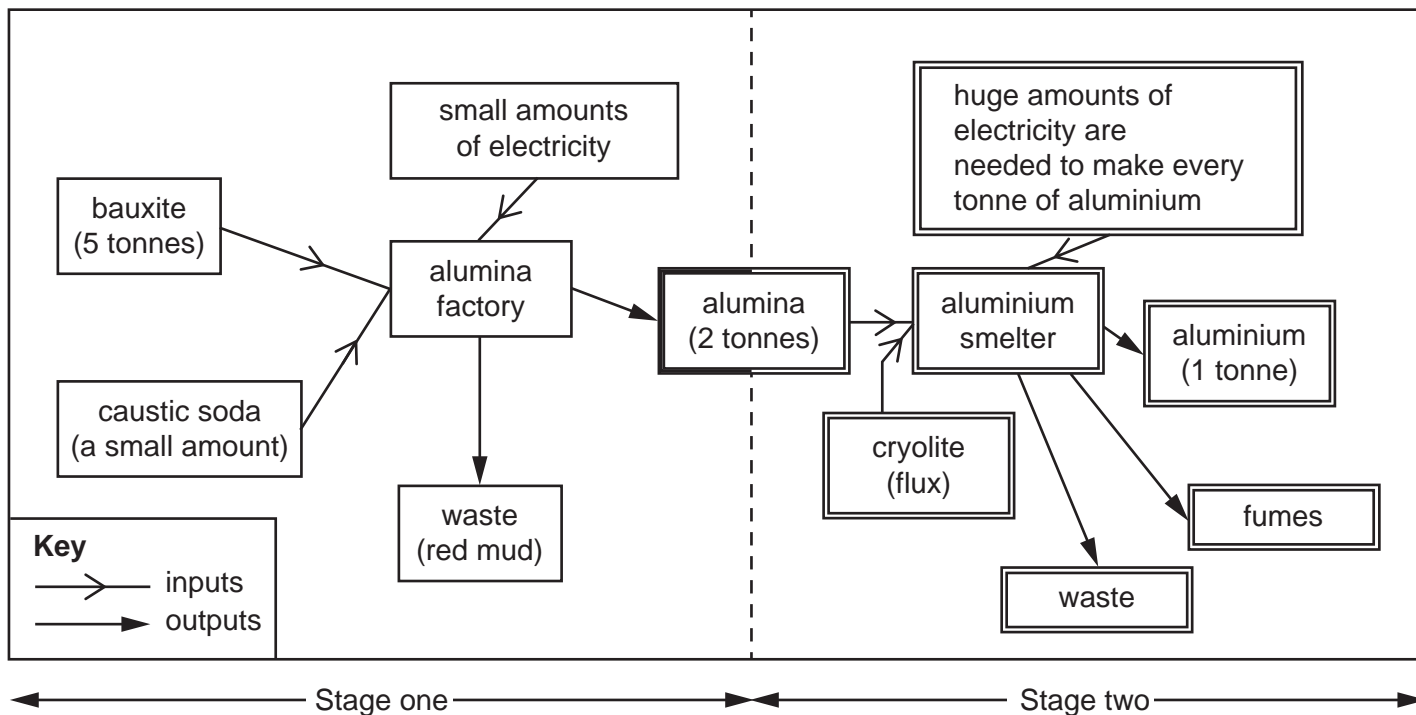 small amounts
of electricity
bauxite
(5 tonnes)
alumina
factory
caustic soda
(a small amount)
waste
(red mud)
alumina
(2 tonnes)
huge amounts of
electricity are
needed to make every
tonne of aluminium
aluminium
smelter
aluminium
(1 tonne)
cryolite
(flux)
fumes
waste
Key
inputs
outputs
Stage one
Stage two